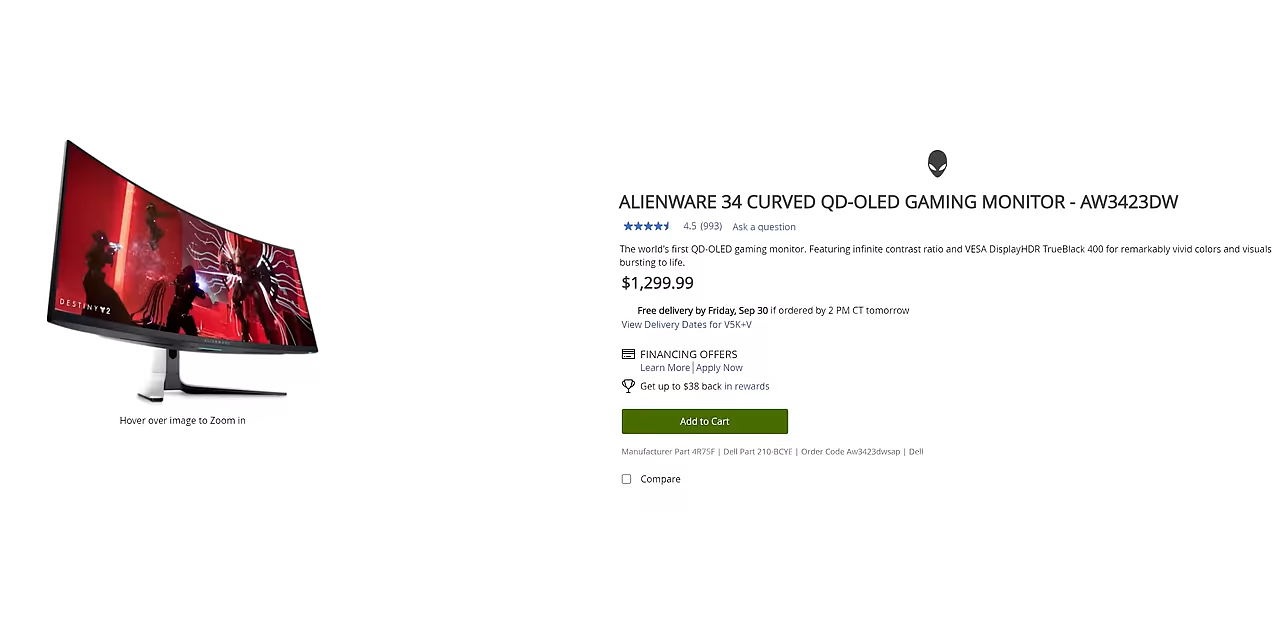 ALIENWARE 34 CURVED QD-OLED GAMING MONITOR - AW3423DW
4.5 (993) Ask a question
The world's first QD-OLED gaming monitor. Featuring infinite contrast ratio and VESA DisplayHDR TrueBlack 400 for remarkably vivid colors and visuals
bursting to life.
$1,299.99
Free delivery by Friday, Sep 30 if ordered by 2 PM CT tomorrow
View Delivery Dates for V5K+V
FINANCING OFFERS
Learn More | Apply Now
Get up to $38 back in rewards
Add to Cart
Manufacturer Part 4R75F | Dell Part 210-BCYE | Order Code Aw3423dwsap | Dell
Compare
DESTINY 2
ALIENWARE
Hover over image to Zoom in